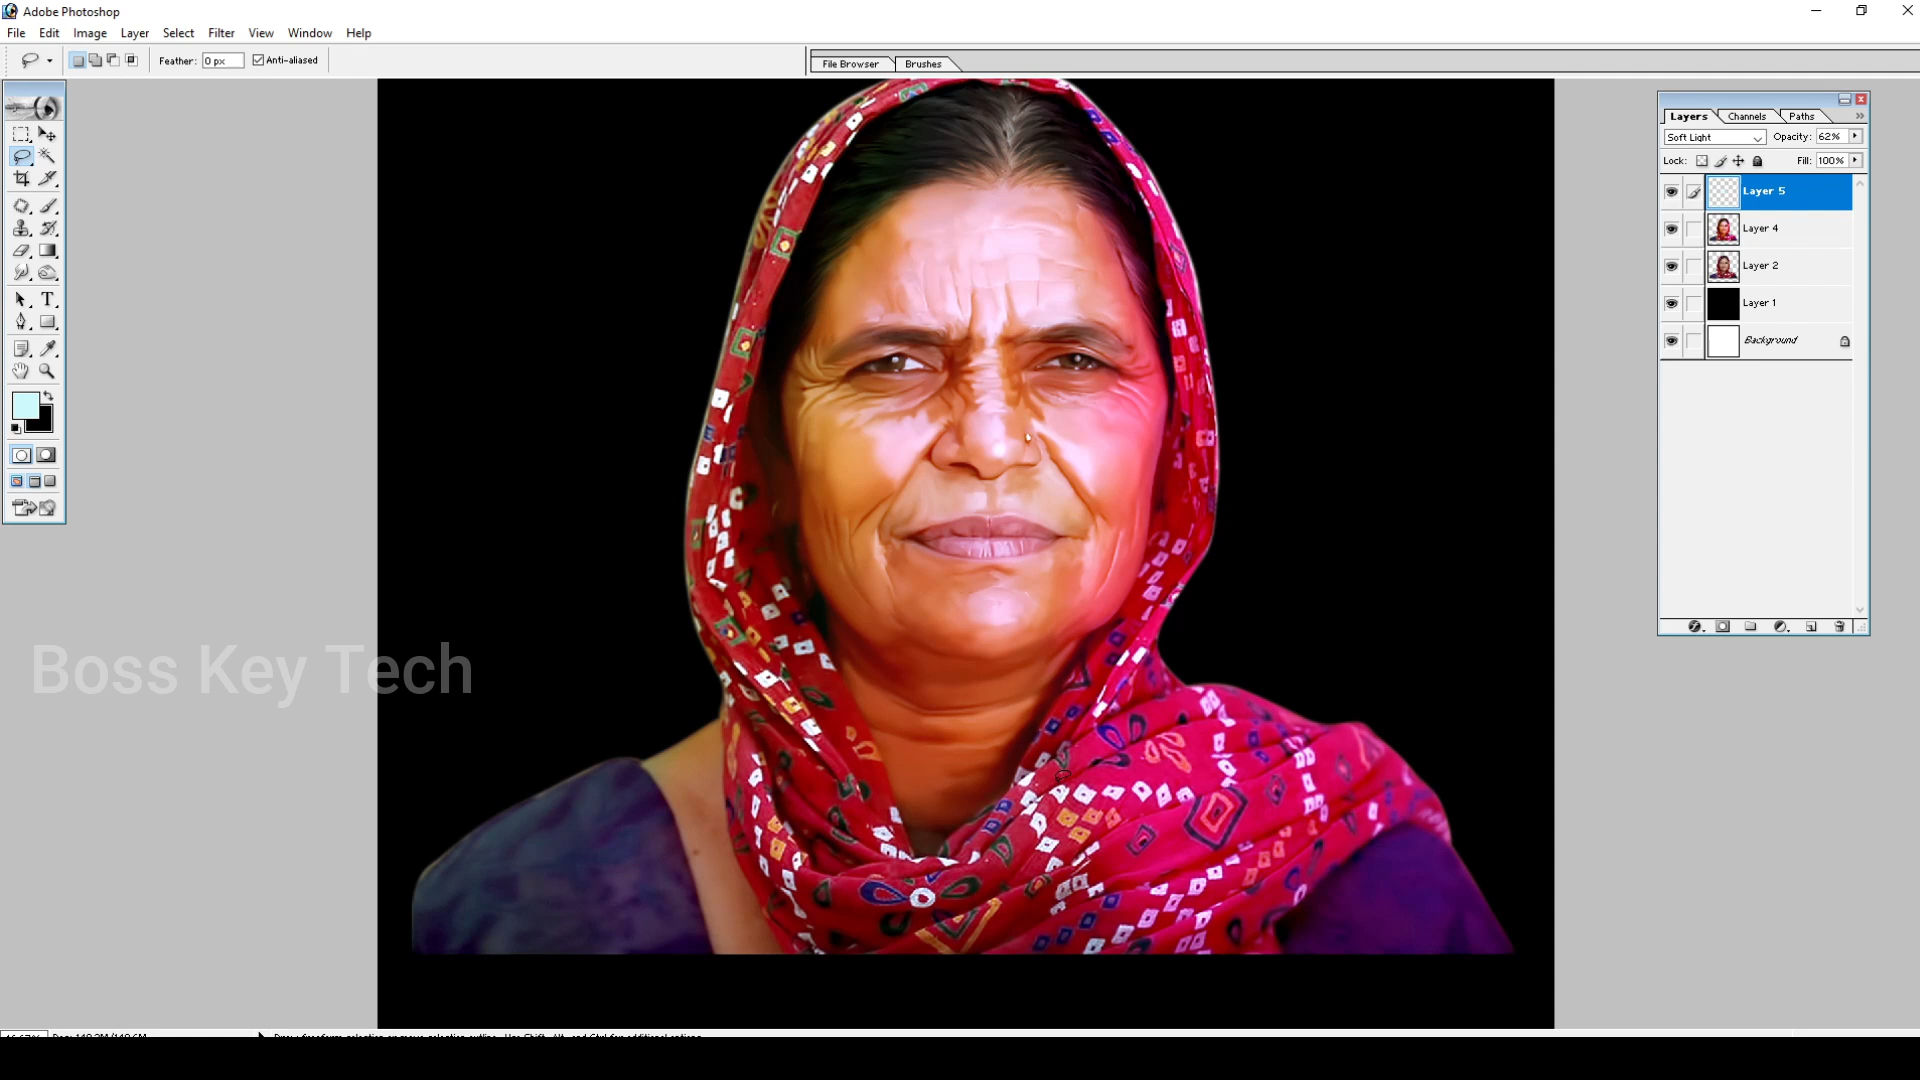 Adobe Photoshop
File Edit Image Layer Select Filter View Window Help
Feather: 0 px Anti-aliased
File Browser Brushes
Layers Channels Paths
Soft Light Opacity: 62%
Lock: Fill: 100%
Layer 5
Layer 4
Layer 2
Layer 1
Background
Boss Key Tech